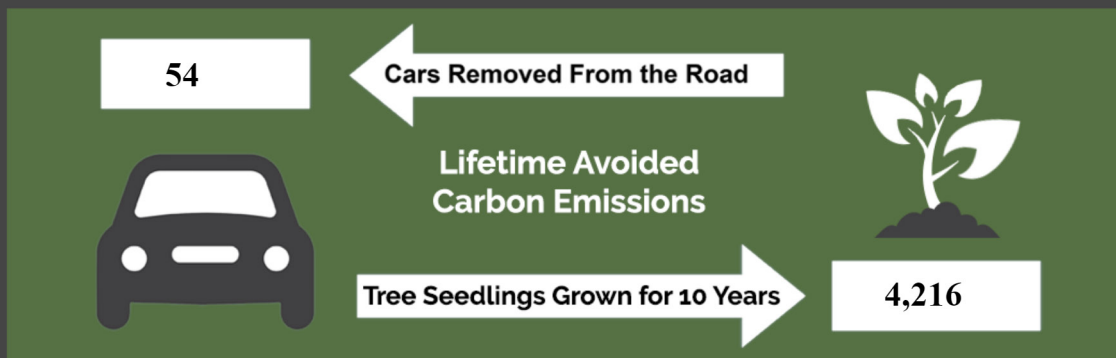 54
Cars Removed From the Road
Lifetime Avoided
Carbon Emissions
Tree Seedlings Grown for 10 Years
4,216